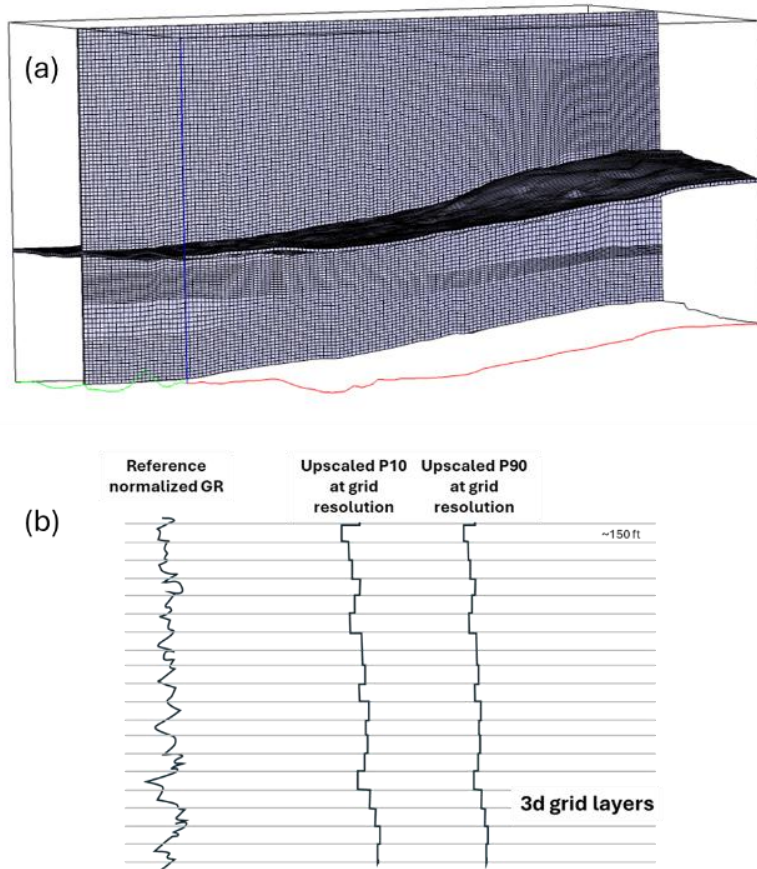 (a)
Reference
normalized GR
Upscaled P10
at grid
resolution
Upscaled P90
at grid
resolution
(b)
~150 ft
3d grid layers